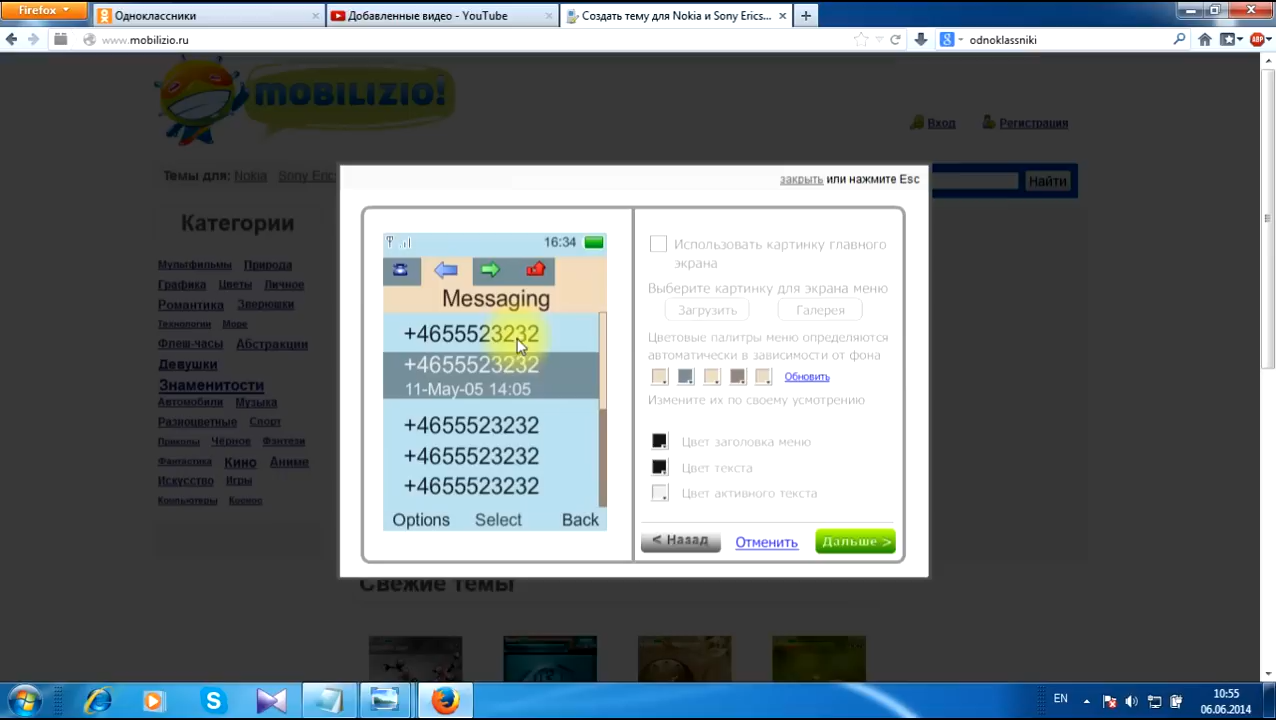 Firefox
Одноклассники
Добавленные видео - YouTube
Создать тему для Nokia и Sony Erics...
www.mobilizio.ru
odnoklassniki
ABP
MOBILIZIO!
Вход
Регистрация
Темы для: Nokia Sony Eric
Найти
закрыть или нажмите Esc
Категории
Мультфильмы Природа
Графика Цветы Личное
Романтика Зверюшки
Технологии Море
Флеш-часы Абстракции
Девушки
Знаменитости
Автомобили Музыка
Разноцветные Спорт
Приколы Чёрное Фэнтези
Фантастика Кино Аниме
Искусство Игры
Компьютеры Космос
16:34
Messaging
+4655523232
+4655523232
11-May-05 14:05
+4655523232
+4655523232
+4655523232
Options Select Back
Использовать картинку главного
экрана
Выберите картинку для экрана меню
Загрузить Галерея
Цветовые палитры меню определяются
автоматически в зависимости от фона
Обновить
Измените их по своему усмотрению
Цвет заголовка меню
Цвет текста
Цвет активного текста
< Назад Отменить Дальше >
Свежие темы
EN
10:55
06.06.2014